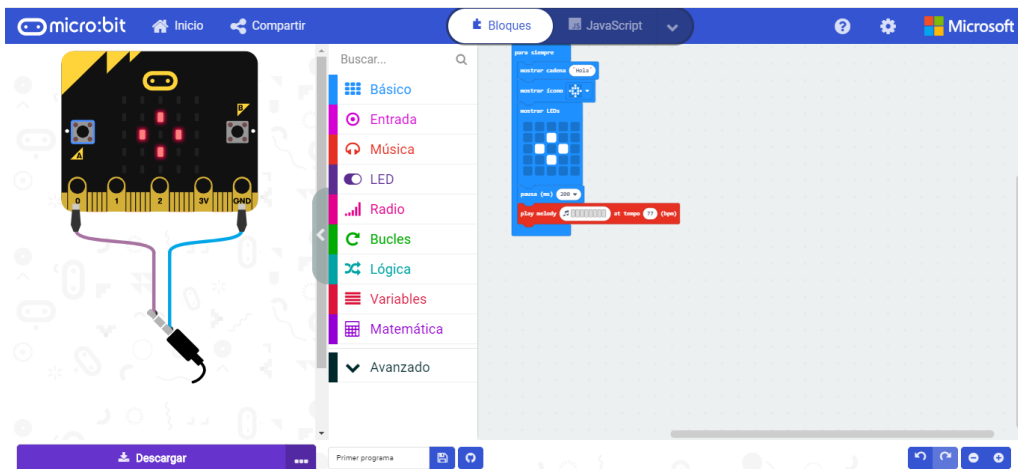 micro:bit Inicio Compartir Bloques JS JavaScript ? Microsoft
B
A
0 1 2 3V GND
Buscar...
Básico
Entrada
Música
LED
Radio
Bucles
Lógica
Variables
Matemática
Avanzado
para siempre
mostrar cadena "Hola"
mostrar ícono
mostrar LEDs
pausa (ms) 200
play melody at tempo ?? (bpm)
Descargar ... Primer programa